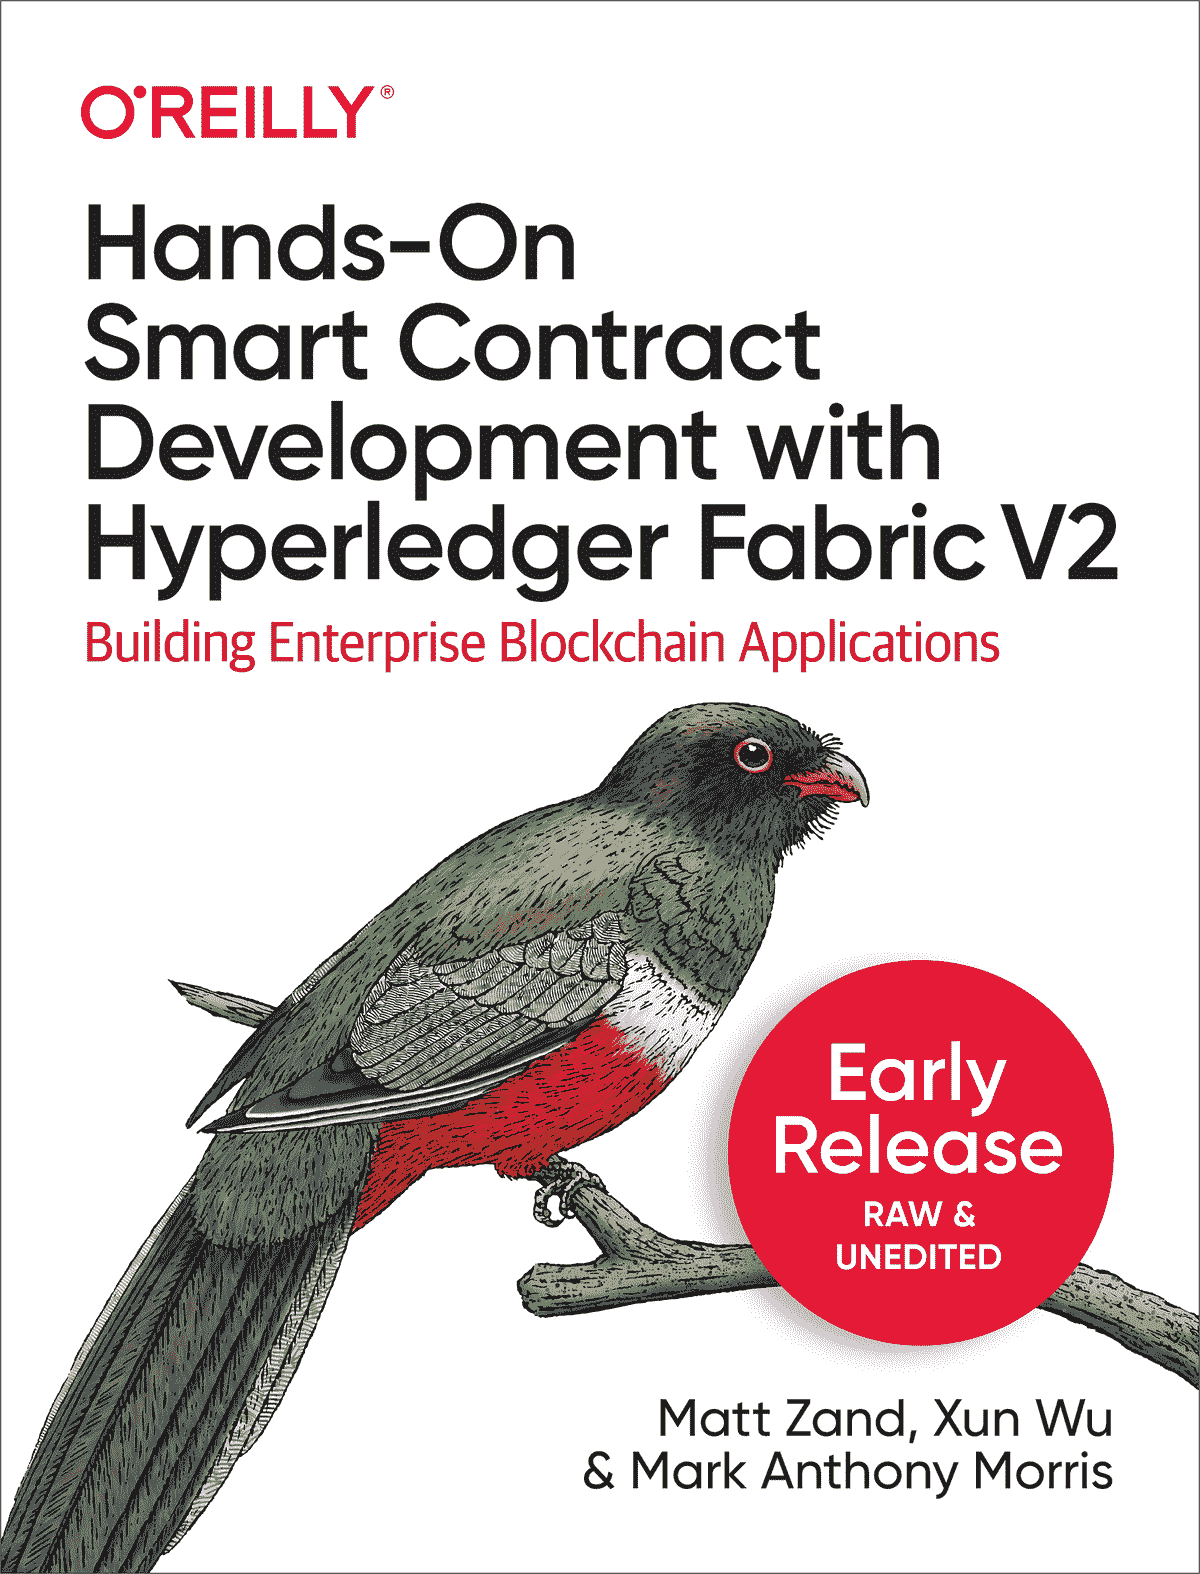 O'REILLY®
Hands-On
Smart Contract
Development with
Hyperledger Fabric V2
Building Enterprise Blockchain Applications
Early
Release
RAW &
UNEDITED
Matt Zand, Xun Wu
& Mark Anthony Morris